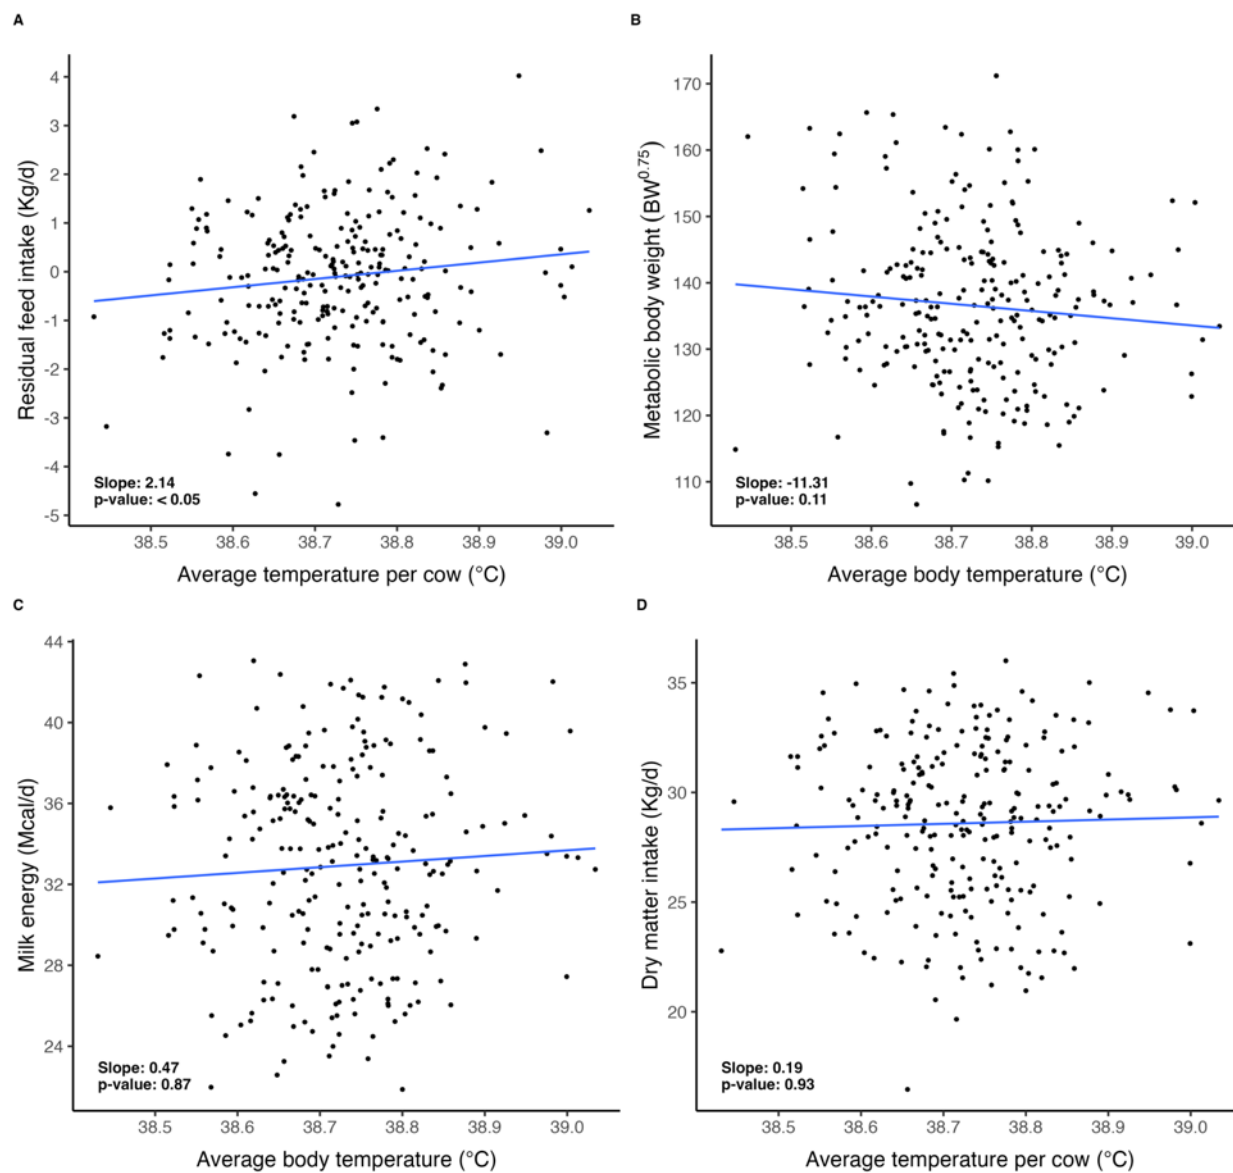 A
4
3
2
1
0
-1
-2
-3
-4
-5
Residual feed intake (Kg/d)
Slope: 2.14
p-value: < 0.05
38.5 38.6 38.7 38.8 38.9 39.0
Average temperature per cow (°C)
B
170
160
150
140
130
120
110
Metabolic body weight (BW^0.75)
Slope: -11.31
p-value: 0.11
38.5 38.6 38.7 38.8 38.9 39.0
Average body temperature (°C)
C
44
40
36
32
28
24
Milk energy (Mcal/d)
Slope: 0.47
p-value: 0.87
38.5 38.6 38.7 38.8 38.9 39.0
Average body temperature (°C)
D
35
30
25
20
Dry matter intake (Kg/d)
Slope: 0.19
p-value: 0.93
38.5 38.6 38.7 38.8 38.9 39.0
Average temperature per cow (°C)